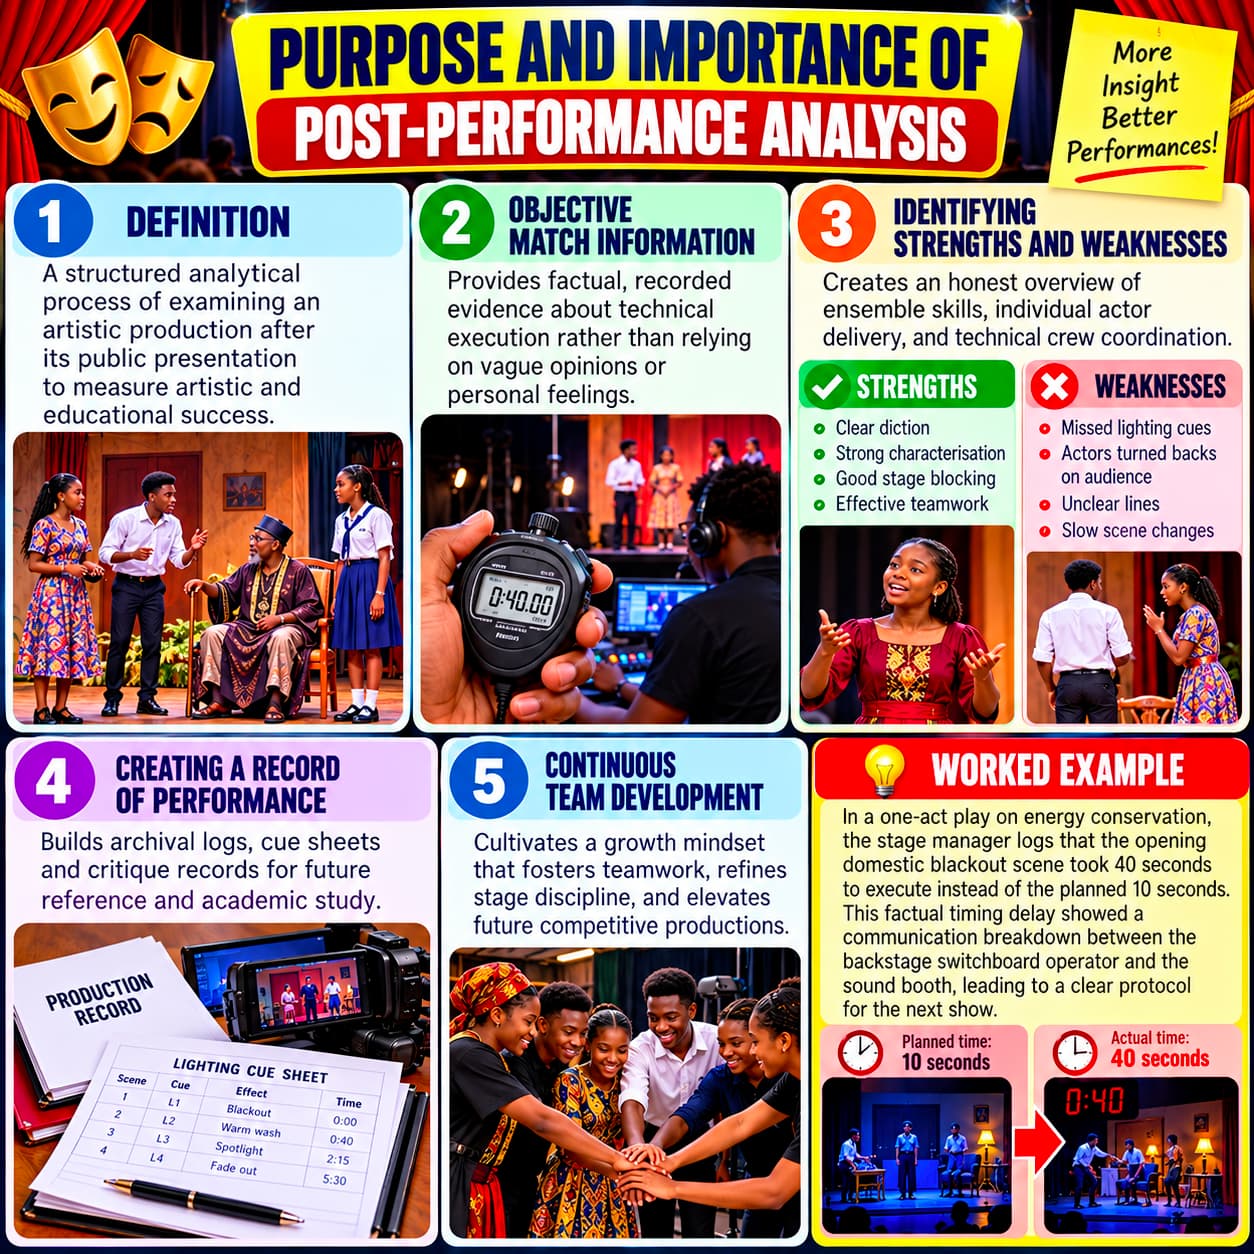 PURPOSE AND IMPORTANCE OF
POST-PERFORMANCE ANALYSIS
More
Insight
Better
Performances!
1
DEFINITION
A structured analytical
process of examining an
artistic production after
its public presentation
to measure artistic and
educational success.
2
OBJECTIVE
MATCH INFORMATION
Provides factual, recorded
evidence about technical
execution rather than relying
on vague opinions or
personal feelings.
0:40.00
3
IDENTIFYING
STRENGTHS AND WEAKNESSES
Creates an honest overview of
ensemble skills, individual actor
delivery, and technical crew coordination.
STRENGTHS
Clear diction
Strong characterisation
Good stage blocking
Effective teamwork
WEAKNESSES
Missed lighting cues
Actors turned backs
on audience
Unclear lines
Slow scene changes
4
CREATING A RECORD
OF PERFORMANCE
Builds archival logs, cue sheets
and critique records for future
reference and academic study.
PRODUCTION
RECORD
LIGHTING CUE SHEET
Scene Cue Effect Time
1 L1 Blackout 0:00
2 L2 Warm wash 0:40
3 L3 Spotlight 2:15
4 L4 Fade out 5:30
5
CONTINUOUS
TEAM DEVELOPMENT
Cultivates a growth mindset
that fosters teamwork, refines
stage discipline, and elevates
future competitive productions.
WORKED EXAMPLE
In a one-act play on energy conservation,
the stage manager logs that the opening
domestic blackout scene took 40 seconds
to execute instead of the planned 10 seconds.
This factual timing delay showed a
communication breakdown between the
backstage switchboard operator and the
sound booth, leading to a clear protocol
for the next show.
Planned time:
10 seconds
Actual time:
40 seconds
0:40